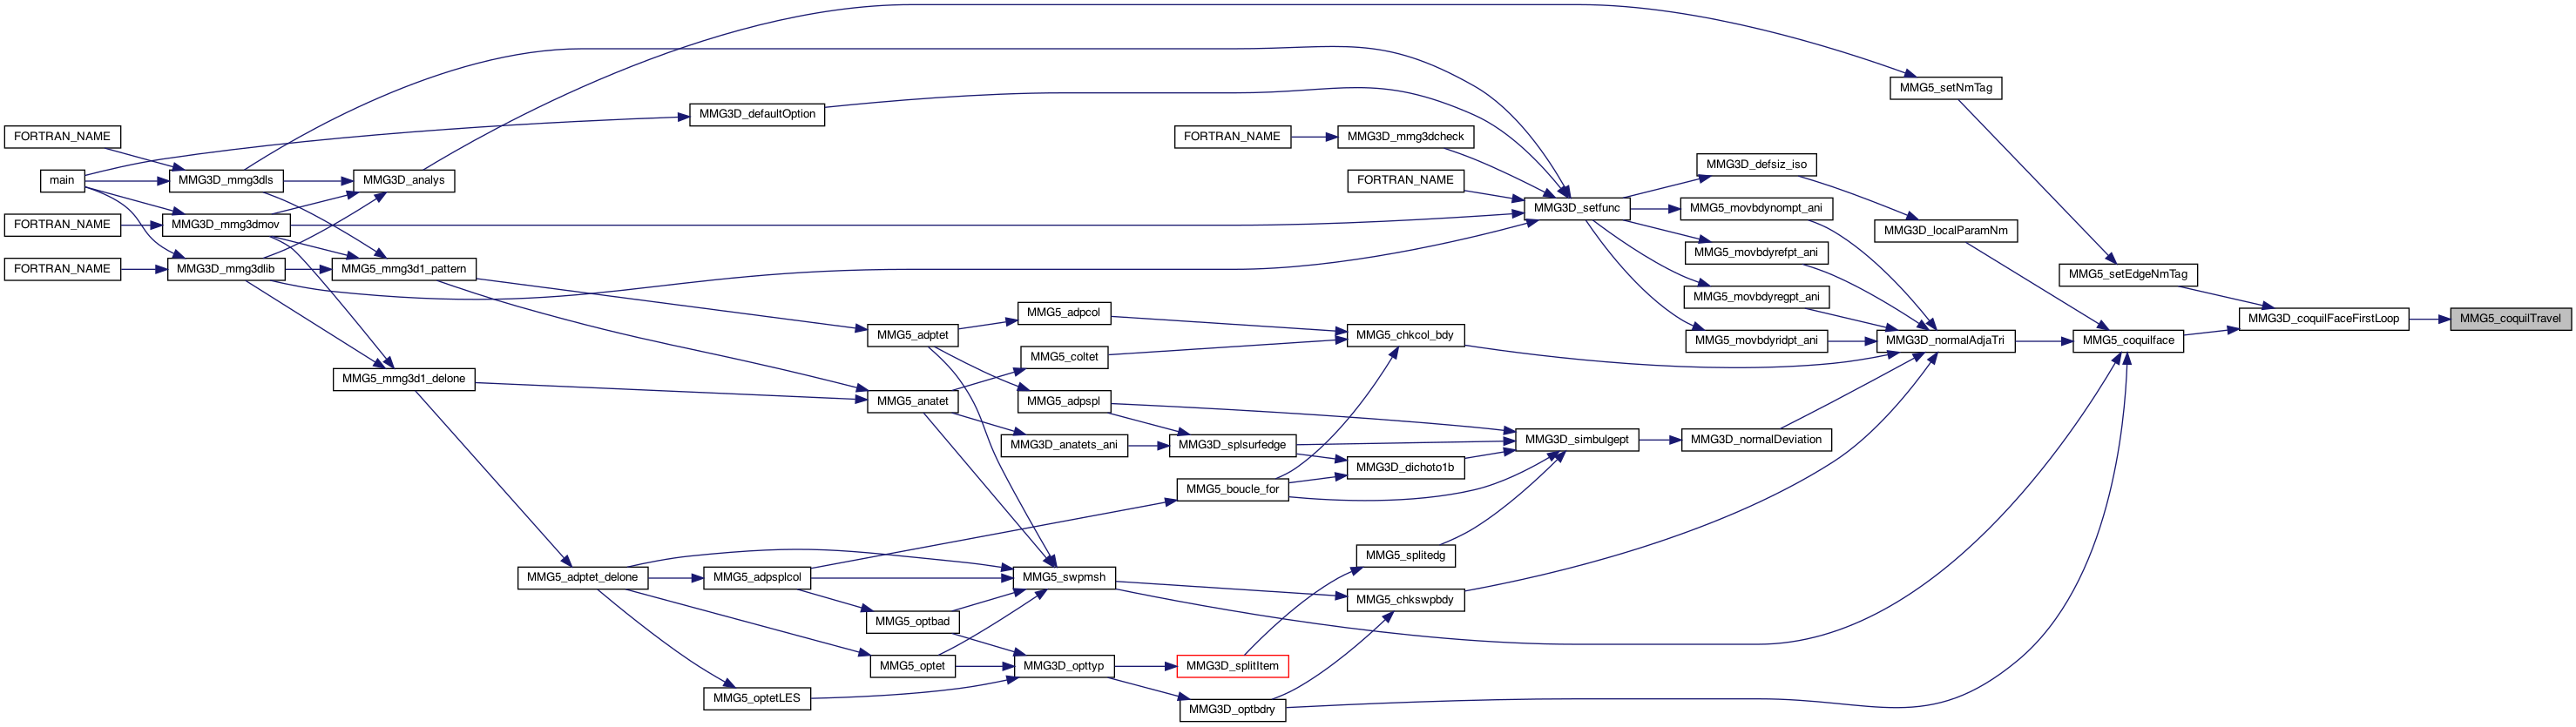 FORTRAN_NAME
main
FORTRAN_NAME
FORTRAN_NAME
MMG3D_mmg3dls
MMG3D_mmg3dmov
MMG3D_mmg3dlib
MMG3D_analys
MMG5_mmg3d1_pattern
MMG5_mmg3d1_delone
MMG5_adptet_delone
MMG3D_defaultOption
MMG5_adpsplcol
MMG5_optetLES
MMG5_adptet
MMG5_anatet
MMG5_optbad
MMG5_optet
MMG5_adpcol
MMG5_coltet
MMG5_adpspl
MMG3D_anatets_ani
MMG5_swpmsh
MMG3D_opttyp
FORTRAN_NAME
MMG3D_splsurfedge
MMG5_boucle_for
MMG3D_splitItem
MMG3D_optbdry
MMG3D_mmg3dcheck
FORTRAN_NAME
MMG5_chkcol_bdy
MMG3D_dichoto1b
MMG5_splitedg
MMG5_chkswpbdy
MMG3D_setfunc
MMG3D_simbulgept
MMG3D_defsiz_iso
MMG5_movbdynompt_ani
MMG5_movbdyrefpt_ani
MMG5_movbdyregpt_ani
MMG5_movbdyridpt_ani
MMG3D_normalDeviation
MMG5_setNmTag
MMG3D_localParamNm
MMG3D_normalAdjaTri
MMG5_setEdgeNmTag
MMG5_coquilface
MMG3D_coquilFaceFirstLoop
MMG5_coquilTravel